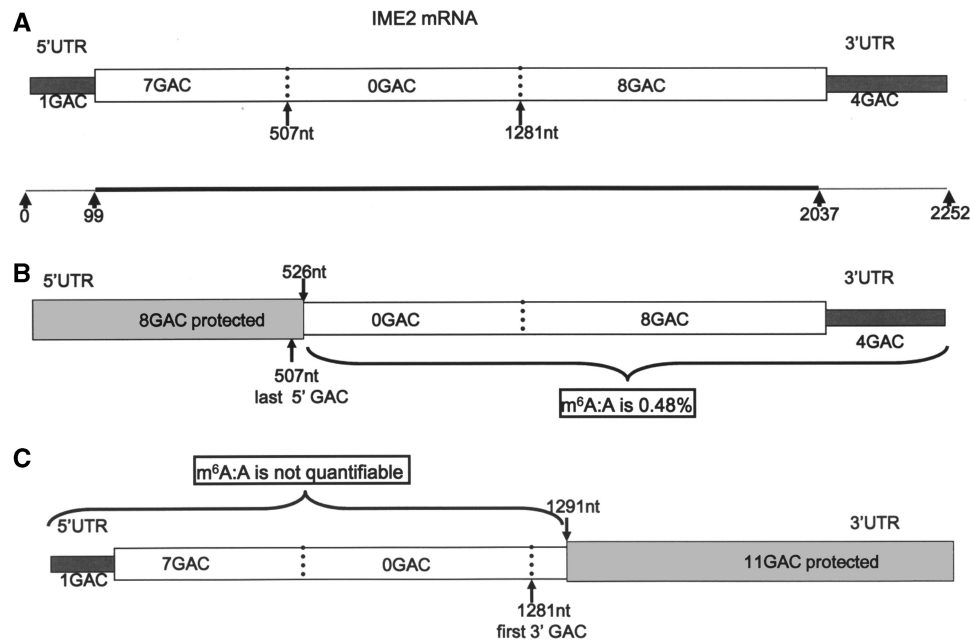 A
IME2 mRNA
5'UTR
3'UTR
7GAC
0GAC
8GAC
1GAC
4GAC
507nt
1281nt
0
99
2037
2252
B
5'UTR
526nt
3'UTR
8GAC protected
0GAC
8GAC
4GAC
507nt
last 5' GAC
m⁶A:A is 0.48%
C
m⁶A:A is not quantifiable
5'UTR
1291nt
3'UTR
7GAC
0GAC
11GAC protected
1GAC
1281nt
first 3' GAC